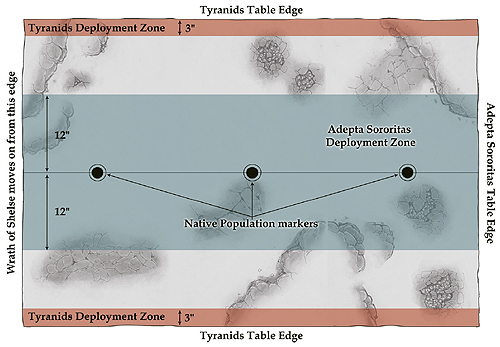 Tyranids Table Edge
Tyranids Deployment Zone
3"
Wrath of Shelse moves on from this edge
12"
Adepta Sororitas
Deployment Zone
Adepta Sororitas Table Edge
12"
Native Population markers
Tyranids Deployment Zone
3"
Tyranids Table Edge